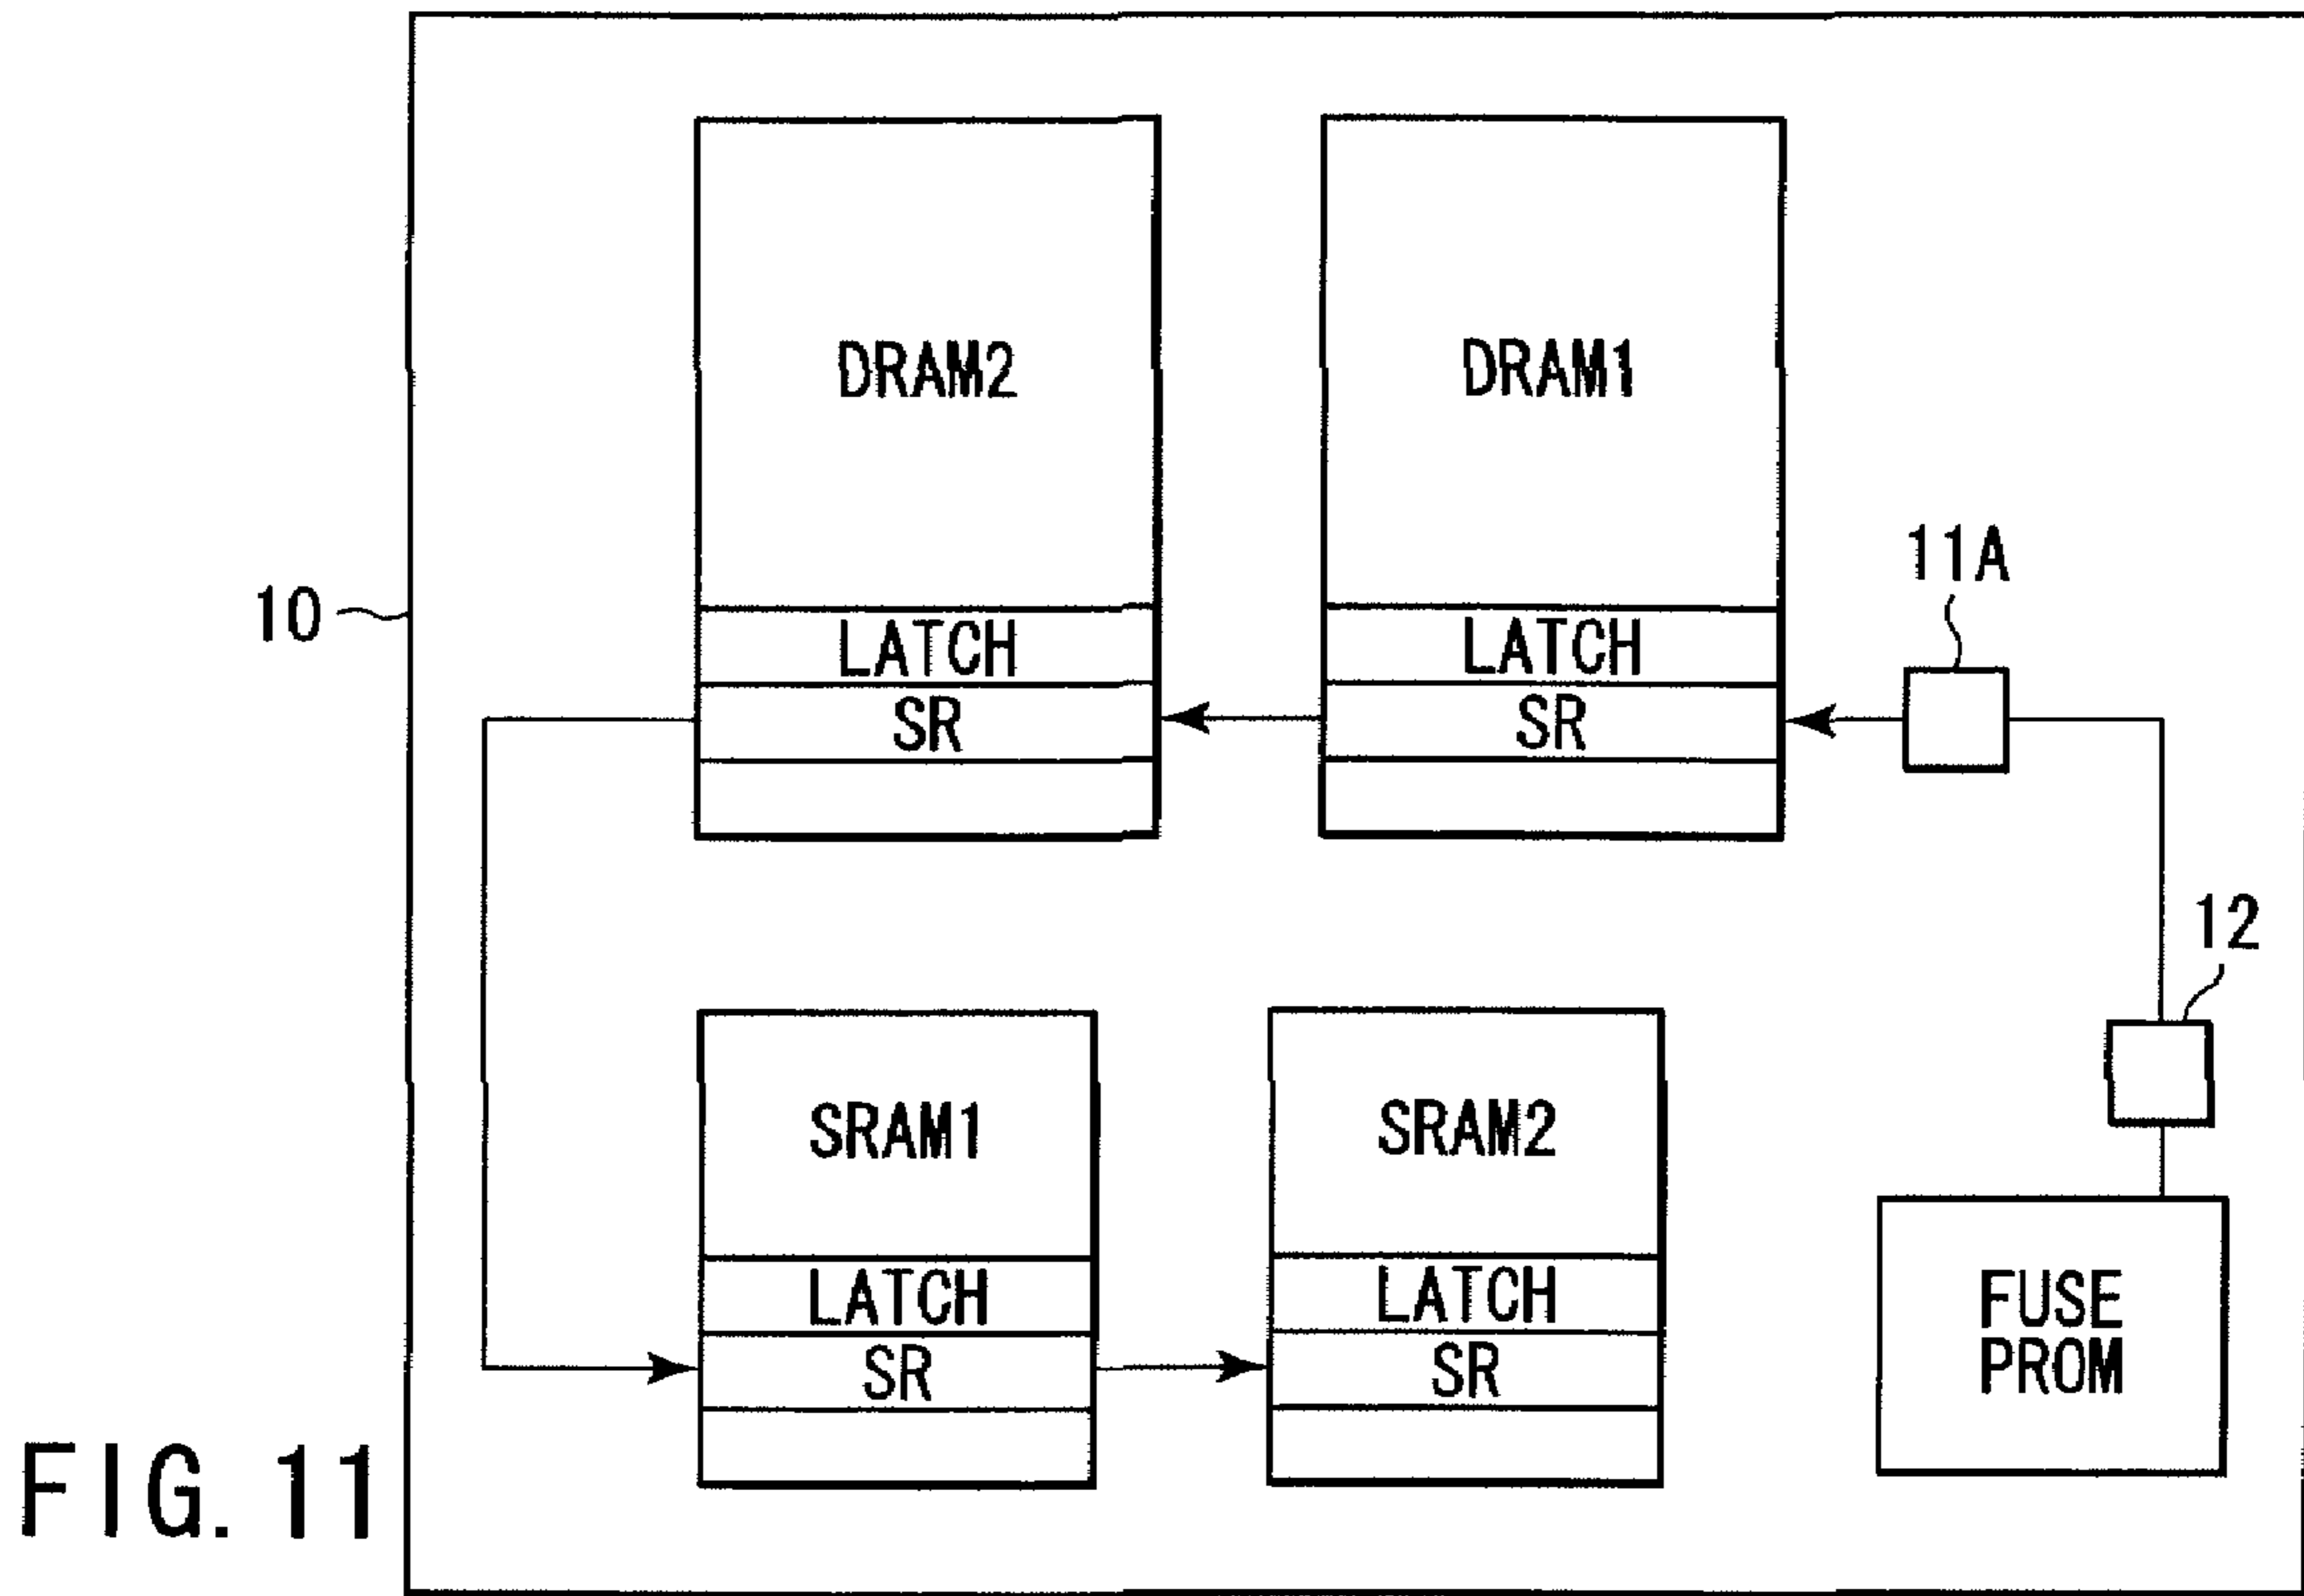 DRAM2
DRAM1
11A
10
LATCH
LATCH
SR
SR
12
SRAM1
SRAM2
LATCH
LATCH
FUSE
PROM
SR
SR
FIG. 11